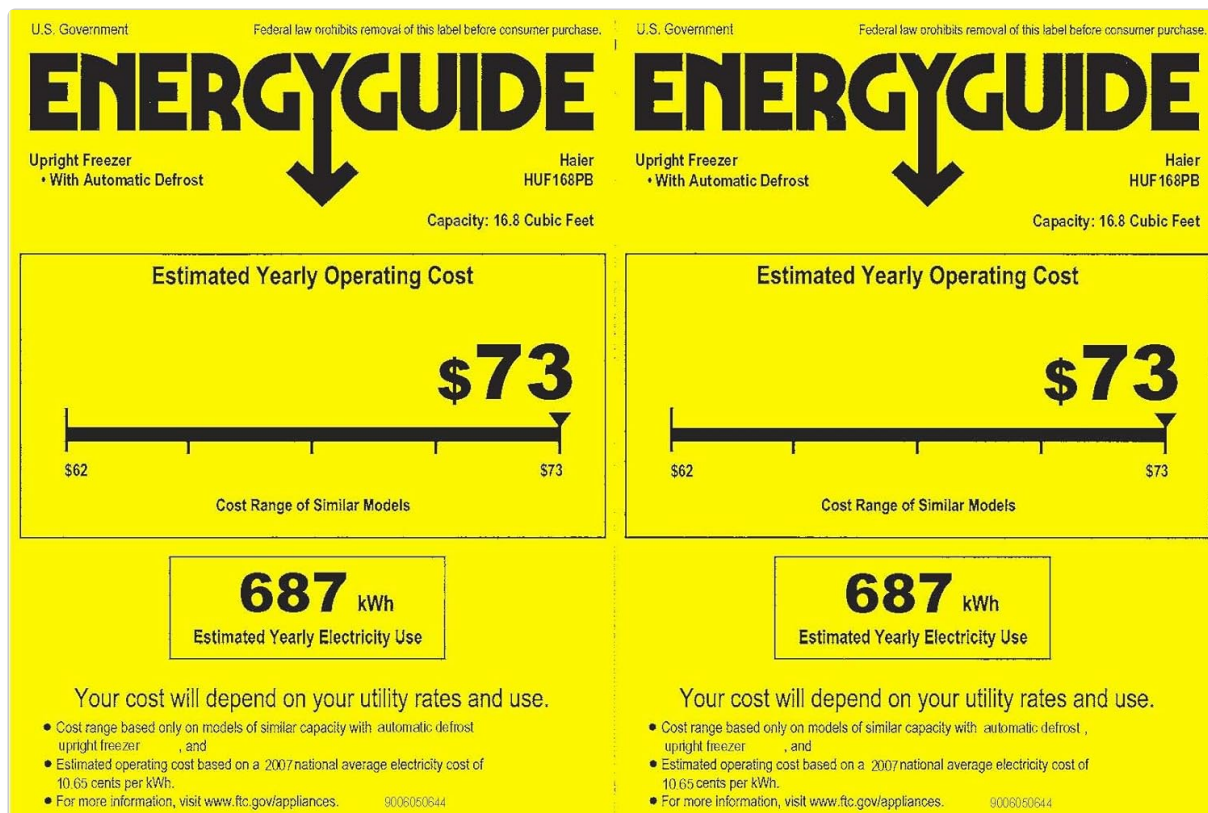 U.S. Government Federal law prohibits removal of this label before consumer purchase.
ENERGYGUIDE
Upright Freezer Haier
• With Automatic Defrost HUF168PB
Capacity: 16.8 Cubic Feet
Estimated Yearly Operating Cost
$73
$62 $73
Cost Range of Similar Models
687 kWh
Estimated Yearly Electricity Use
Your cost will depend on your utility rates and use.
• Cost range based only on models of similar capacity with automatic defrost
upright freezer , and
• Estimated operating cost based on a 2007 national average electricity cost of
10.65 cents per kWh.
• For more information, visit www.ftc.gov/appliances. 9006050644
U.S. Government Federal law prohibits removal of this label before consumer purchase.
ENERGYGUIDE
Upright Freezer Haier
• With Automatic Defrost HUF168PB
Capacity: 16.8 Cubic Feet
Estimated Yearly Operating Cost
$73
$62 $73
Cost Range of Similar Models
687 kWh
Estimated Yearly Electricity Use
Your cost will depend on your utility rates and use.
• Cost range based only on models of similar capacity with automatic defrost ,
upright freezer , and
• Estimated operating cost based on a 2007 national average electricity cost of
10.65 cents per kWh.
• For more information, visit www.ftc.gov/appliances. 9006050644